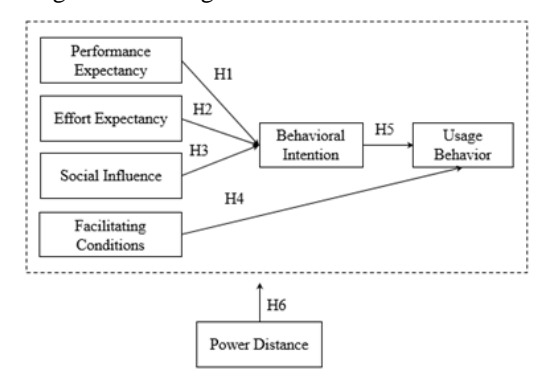 Performance
Expectancy
H1
Effort Expectancy
H2
Behavioral
Intention
H5
Usage
Behavior
H3
Social Influence
H4
Facilitating
Conditions
H6
Power Distance